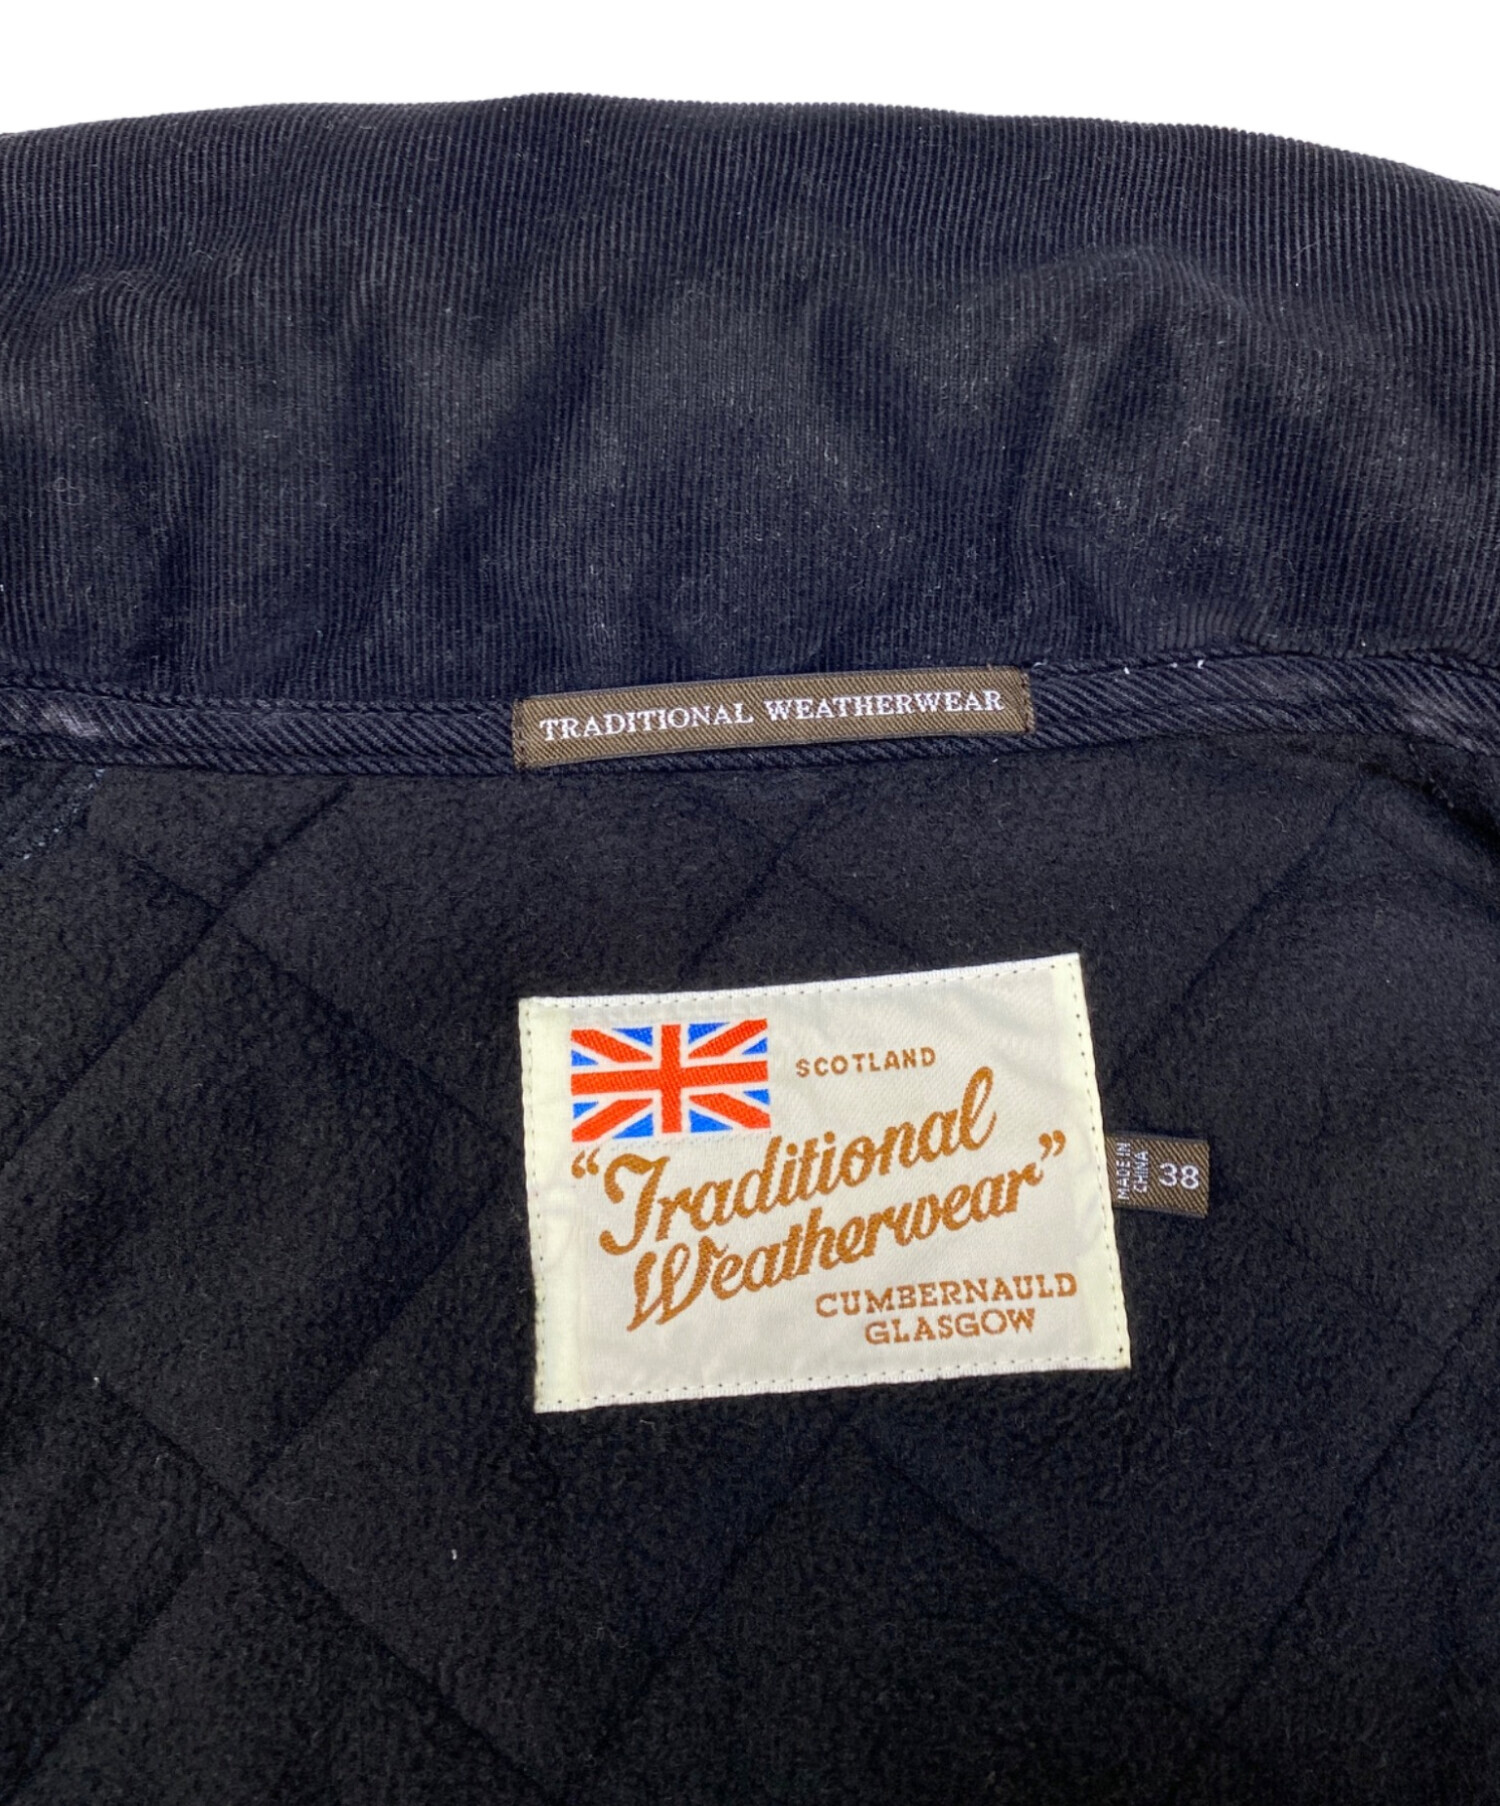 TRADITIONAL WEATHERWEAR
SCOTLAND
“Traditional
Weatherwear”
CUMBERNAULD
GLASGOW
MADE IN
CHINA
38